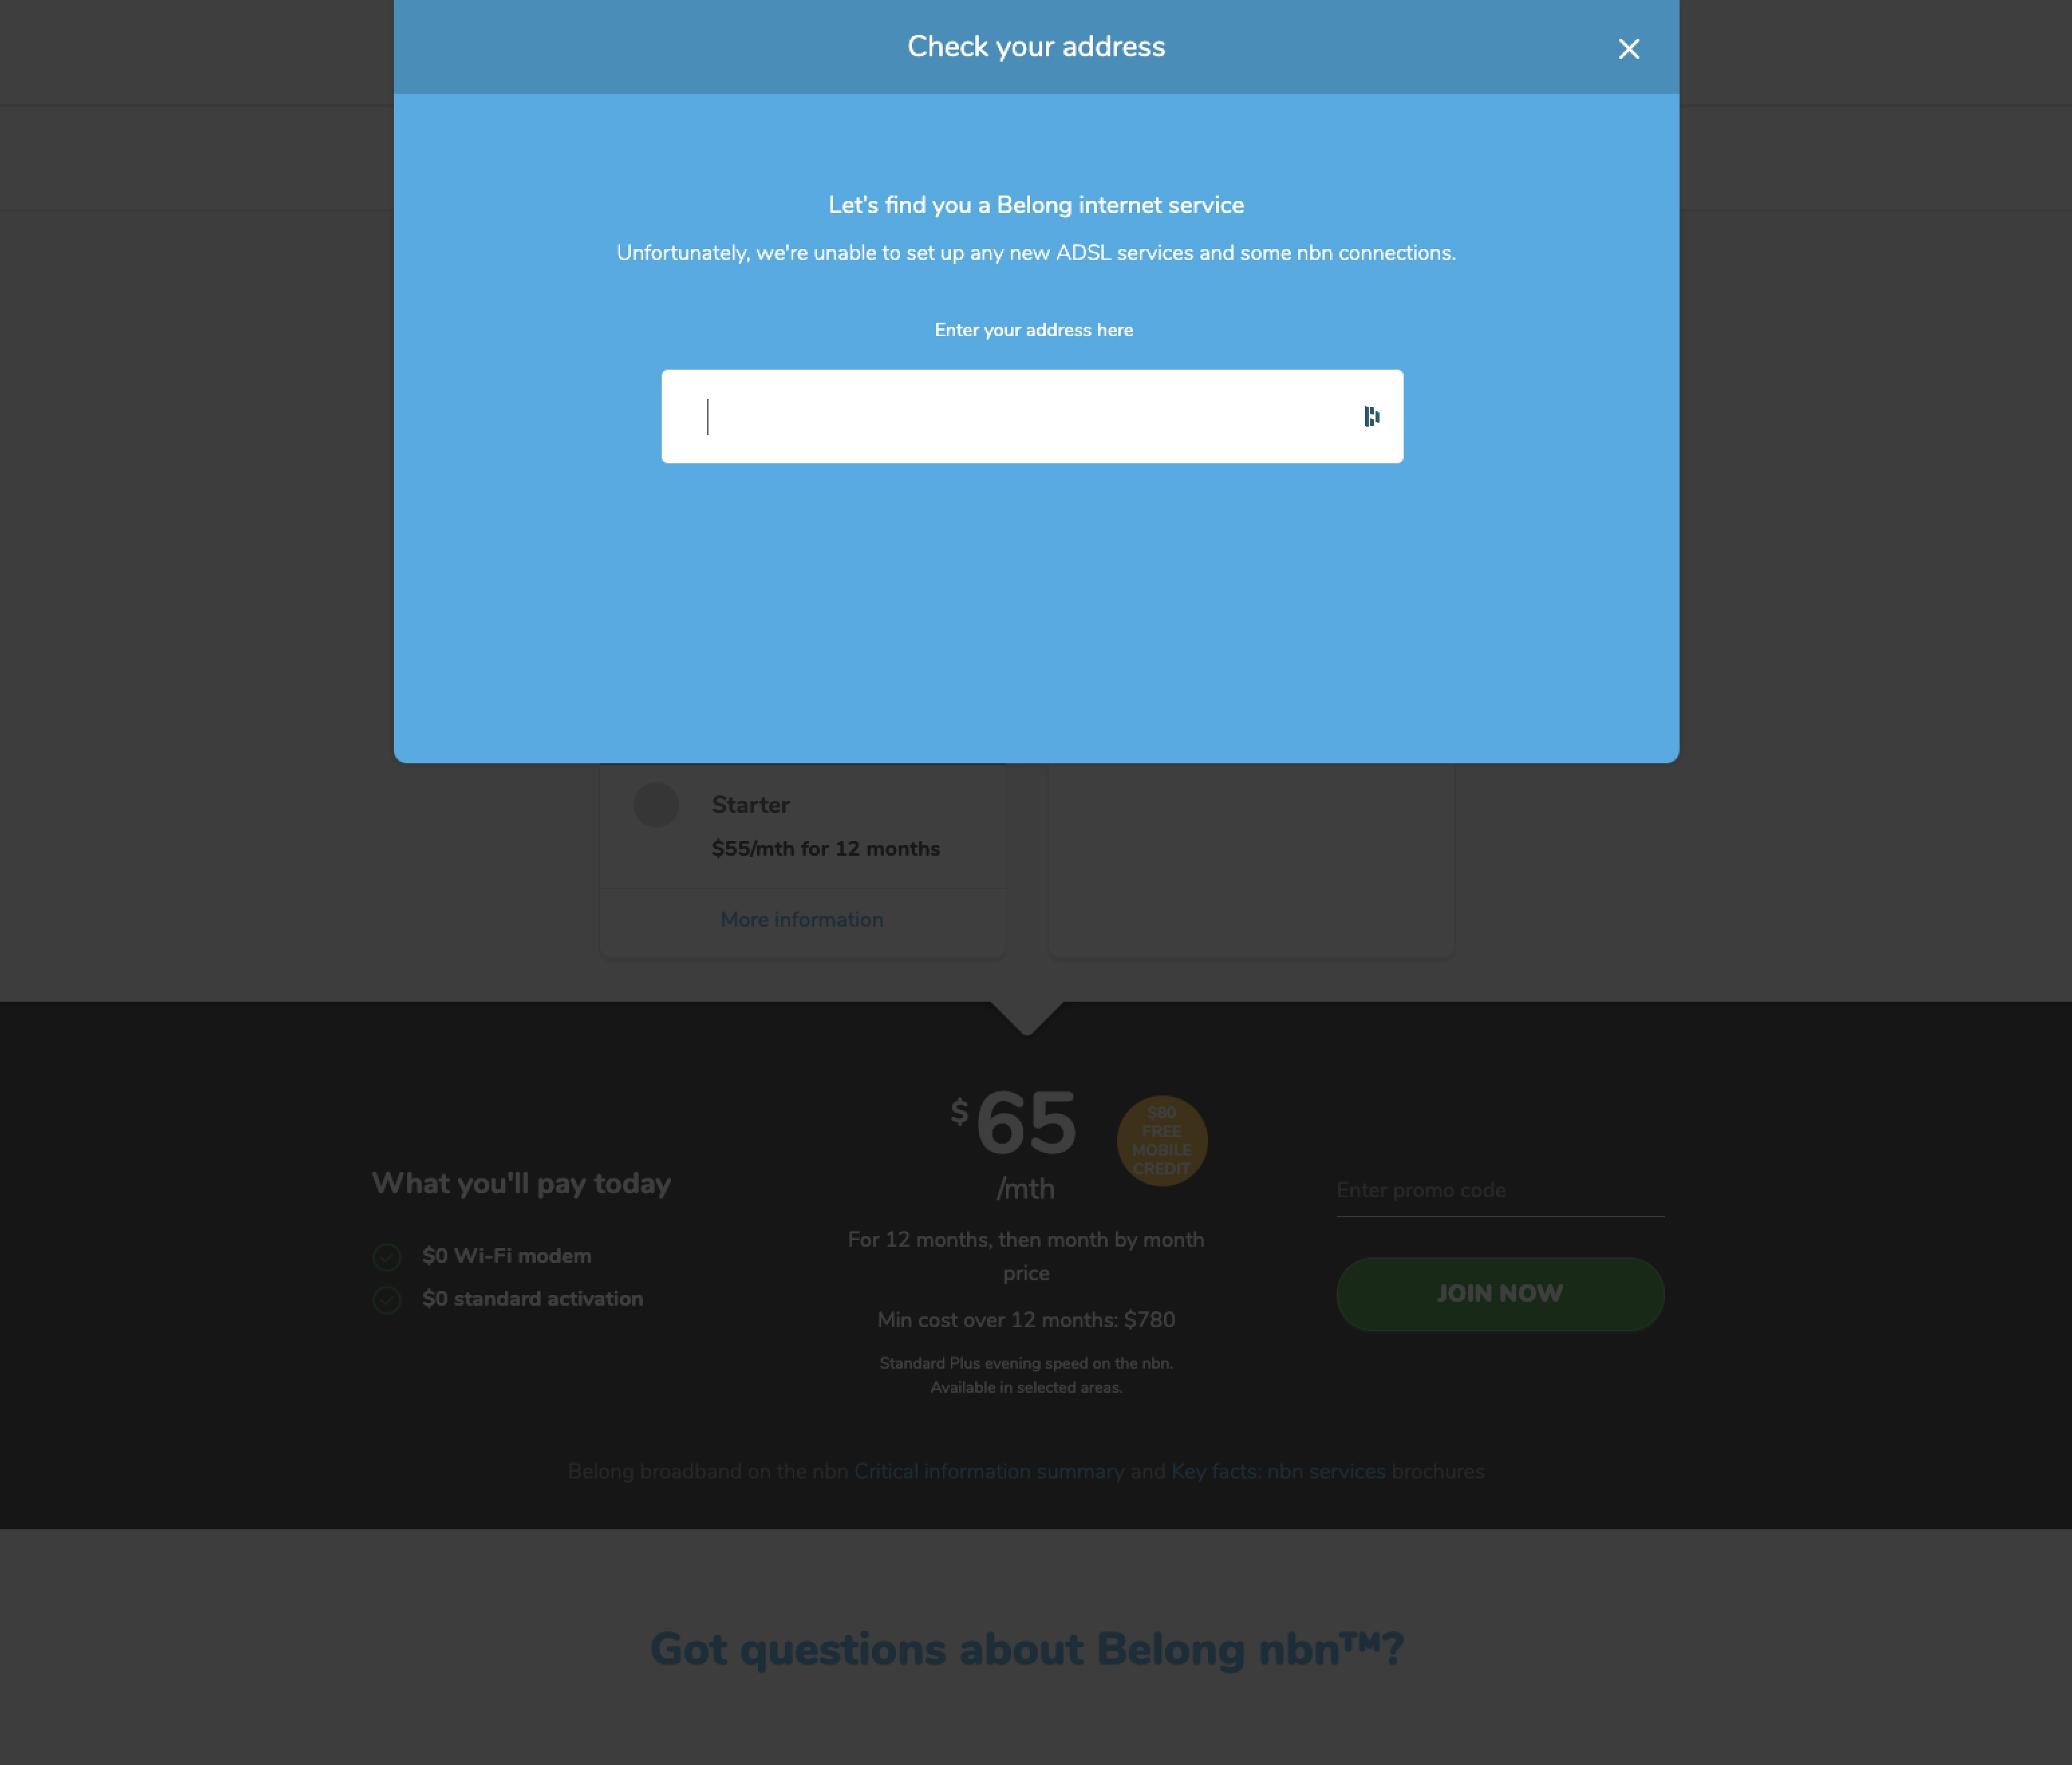 Check your address
Let's find you a Belong internet service
Unfortunately, we're unable to set up any new ADSL services and some nbn connections.
Enter your address here
Starter
$55/mth for 12 months
More information
What you'll pay today
$0 Wi-Fi modem
$0 standard activation
$65
/mth
$80
FREE
MOBILE
CREDIT
For 12 months, then month by month
price
Min cost over 12 months: $780
Standard Plus evening speed on the nbn.
Available in selected areas.
Enter promo code
JOIN NOW
Belong broadband on the nbn Critical information summary and Key facts: nbn services brochures
Got questions about Belong nbn™?